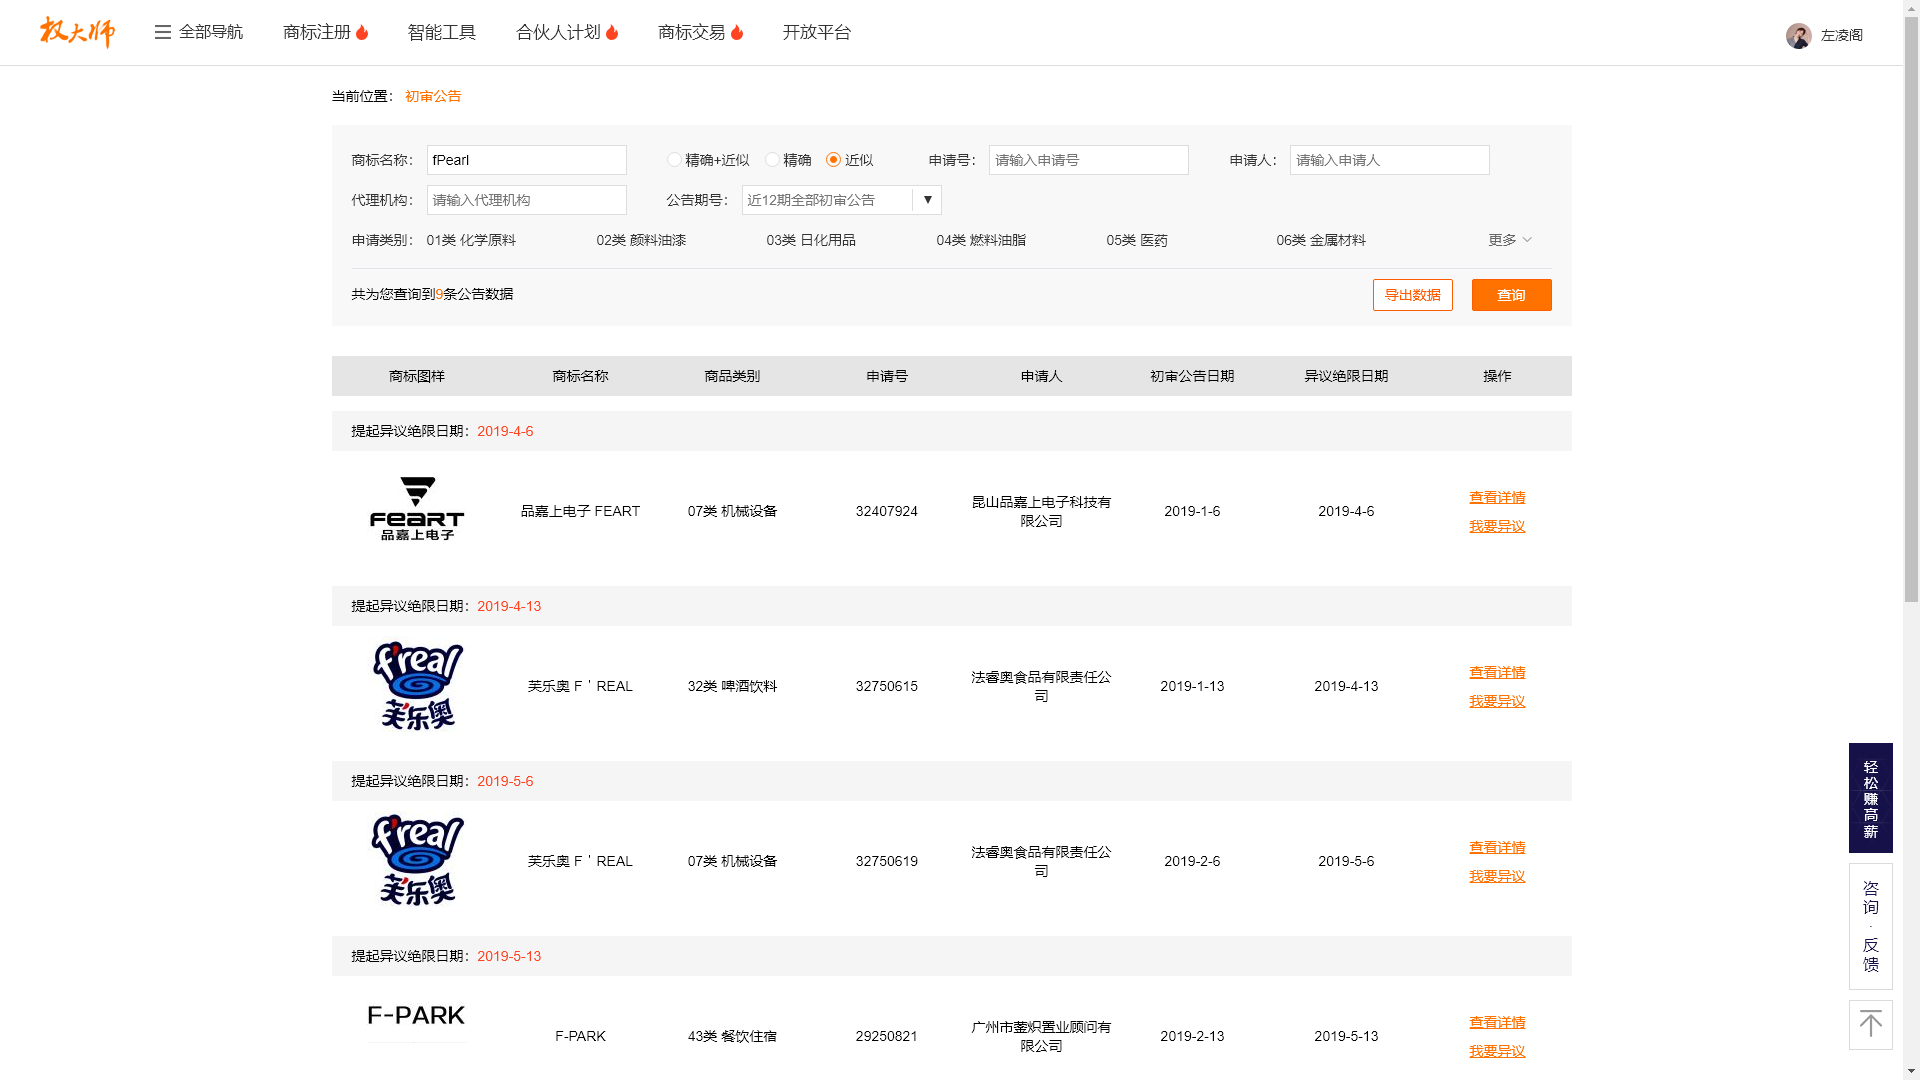 权大师 全部导航 商标注册 智能工具 合伙人计划 商标交易 开放平台 左凌阁
当前位置： 初审公告
商标名称： fPearl 精确+近似 精确 近似 申请号： 请输入申请号 申请人： 请输入申请人
代理机构： 请输入代理机构 公告期号： 近12期全部初审公告 ▼
申请类别： 01类 化学原料 02类 颜料油漆 03类 日化用品 04类 燃料油脂 05类 医药 06类 金属材料 更多
共为您查询到9条公告数据 导出数据 查询
商标图样 商标名称 商品类别 申请号 申请人 初审公告日期 异议绝限日期 操作
提起异议绝限日期：2019-4-6
FEART
品嘉上电子
品嘉上电子 FEART 07类 机械设备 32407924 昆山品嘉上电子科技有
限公司 2019-1-6 2019-4-6 查看详情
我要异议
提起异议绝限日期：2019-4-13
f'real
芙乐奥
芙乐奥 F＇REAL 32类 啤酒饮料 32750615 法睿奥食品有限责任公
司 2019-1-13 2019-4-13 查看详情
我要异议
提起异议绝限日期：2019-5-6
f'real
芙乐奥
芙乐奥 F＇REAL 07类 机械设备 32750619 法睿奥食品有限责任公
司 2019-2-6 2019-5-6 查看详情
我要异议
提起异议绝限日期：2019-5-13
F-PARK
F-PARK 43类 餐饮住宿 29250821 广州市蓥炽置业顾问有
限公司 2019-2-13 2019-5-13 查看详情
我要异议
轻松赚高薪
咨询·反馈